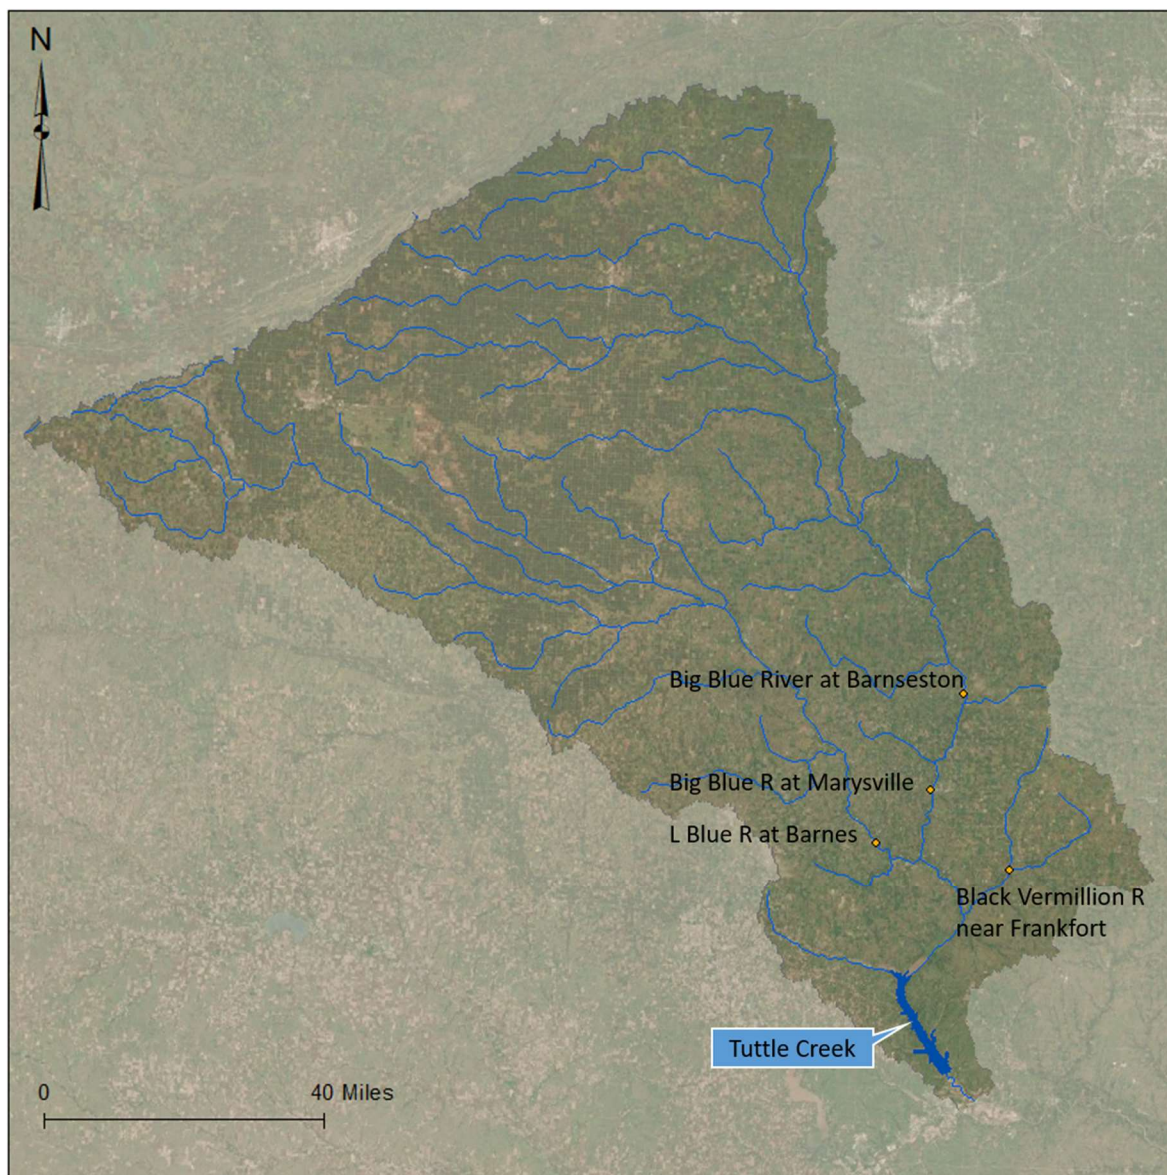 N
Big Blue River at Barnseston
Big Blue R at Marysville
L Blue R at Barnes
Black Vermillion R
near Frankfort
Tuttle Creek
0 40 Miles